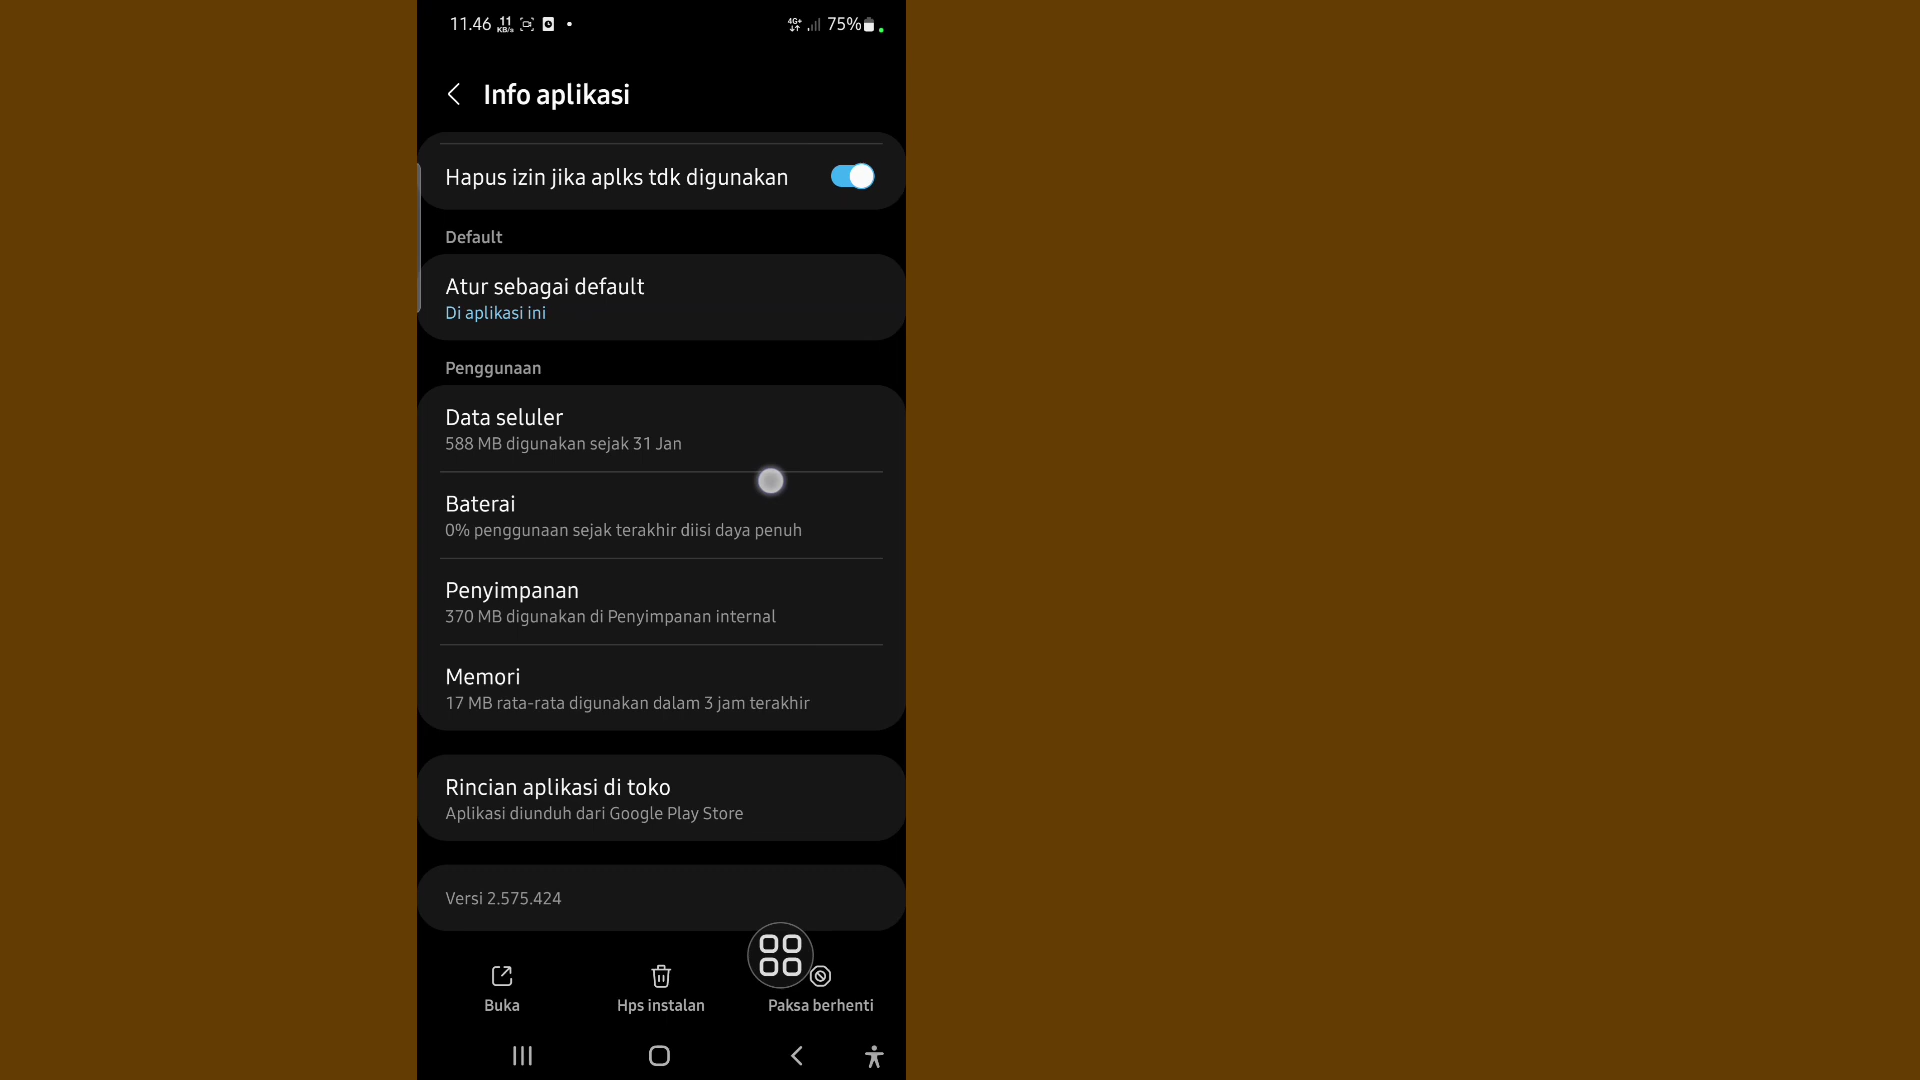 11.46 11 KB/s 4G+ 75%
Info aplikasi
Hapus izin jika aplks tdk digunakan
Default
Atur sebagai default
Di aplikasi ini
Penggunaan
Data seluler
588 MB digunakan sejak 31 Jan
Baterai
0% penggunaan sejak terakhir diisi daya penuh
Penyimpanan
370 MB digunakan di Penyimpanan internal
Memori
17 MB rata-rata digunakan dalam 3 jam terakhir
Rincian aplikasi di toko
Aplikasi diunduh dari Google Play Store
Versi 2.575.424
Buka Hps instalan Paksa berhenti